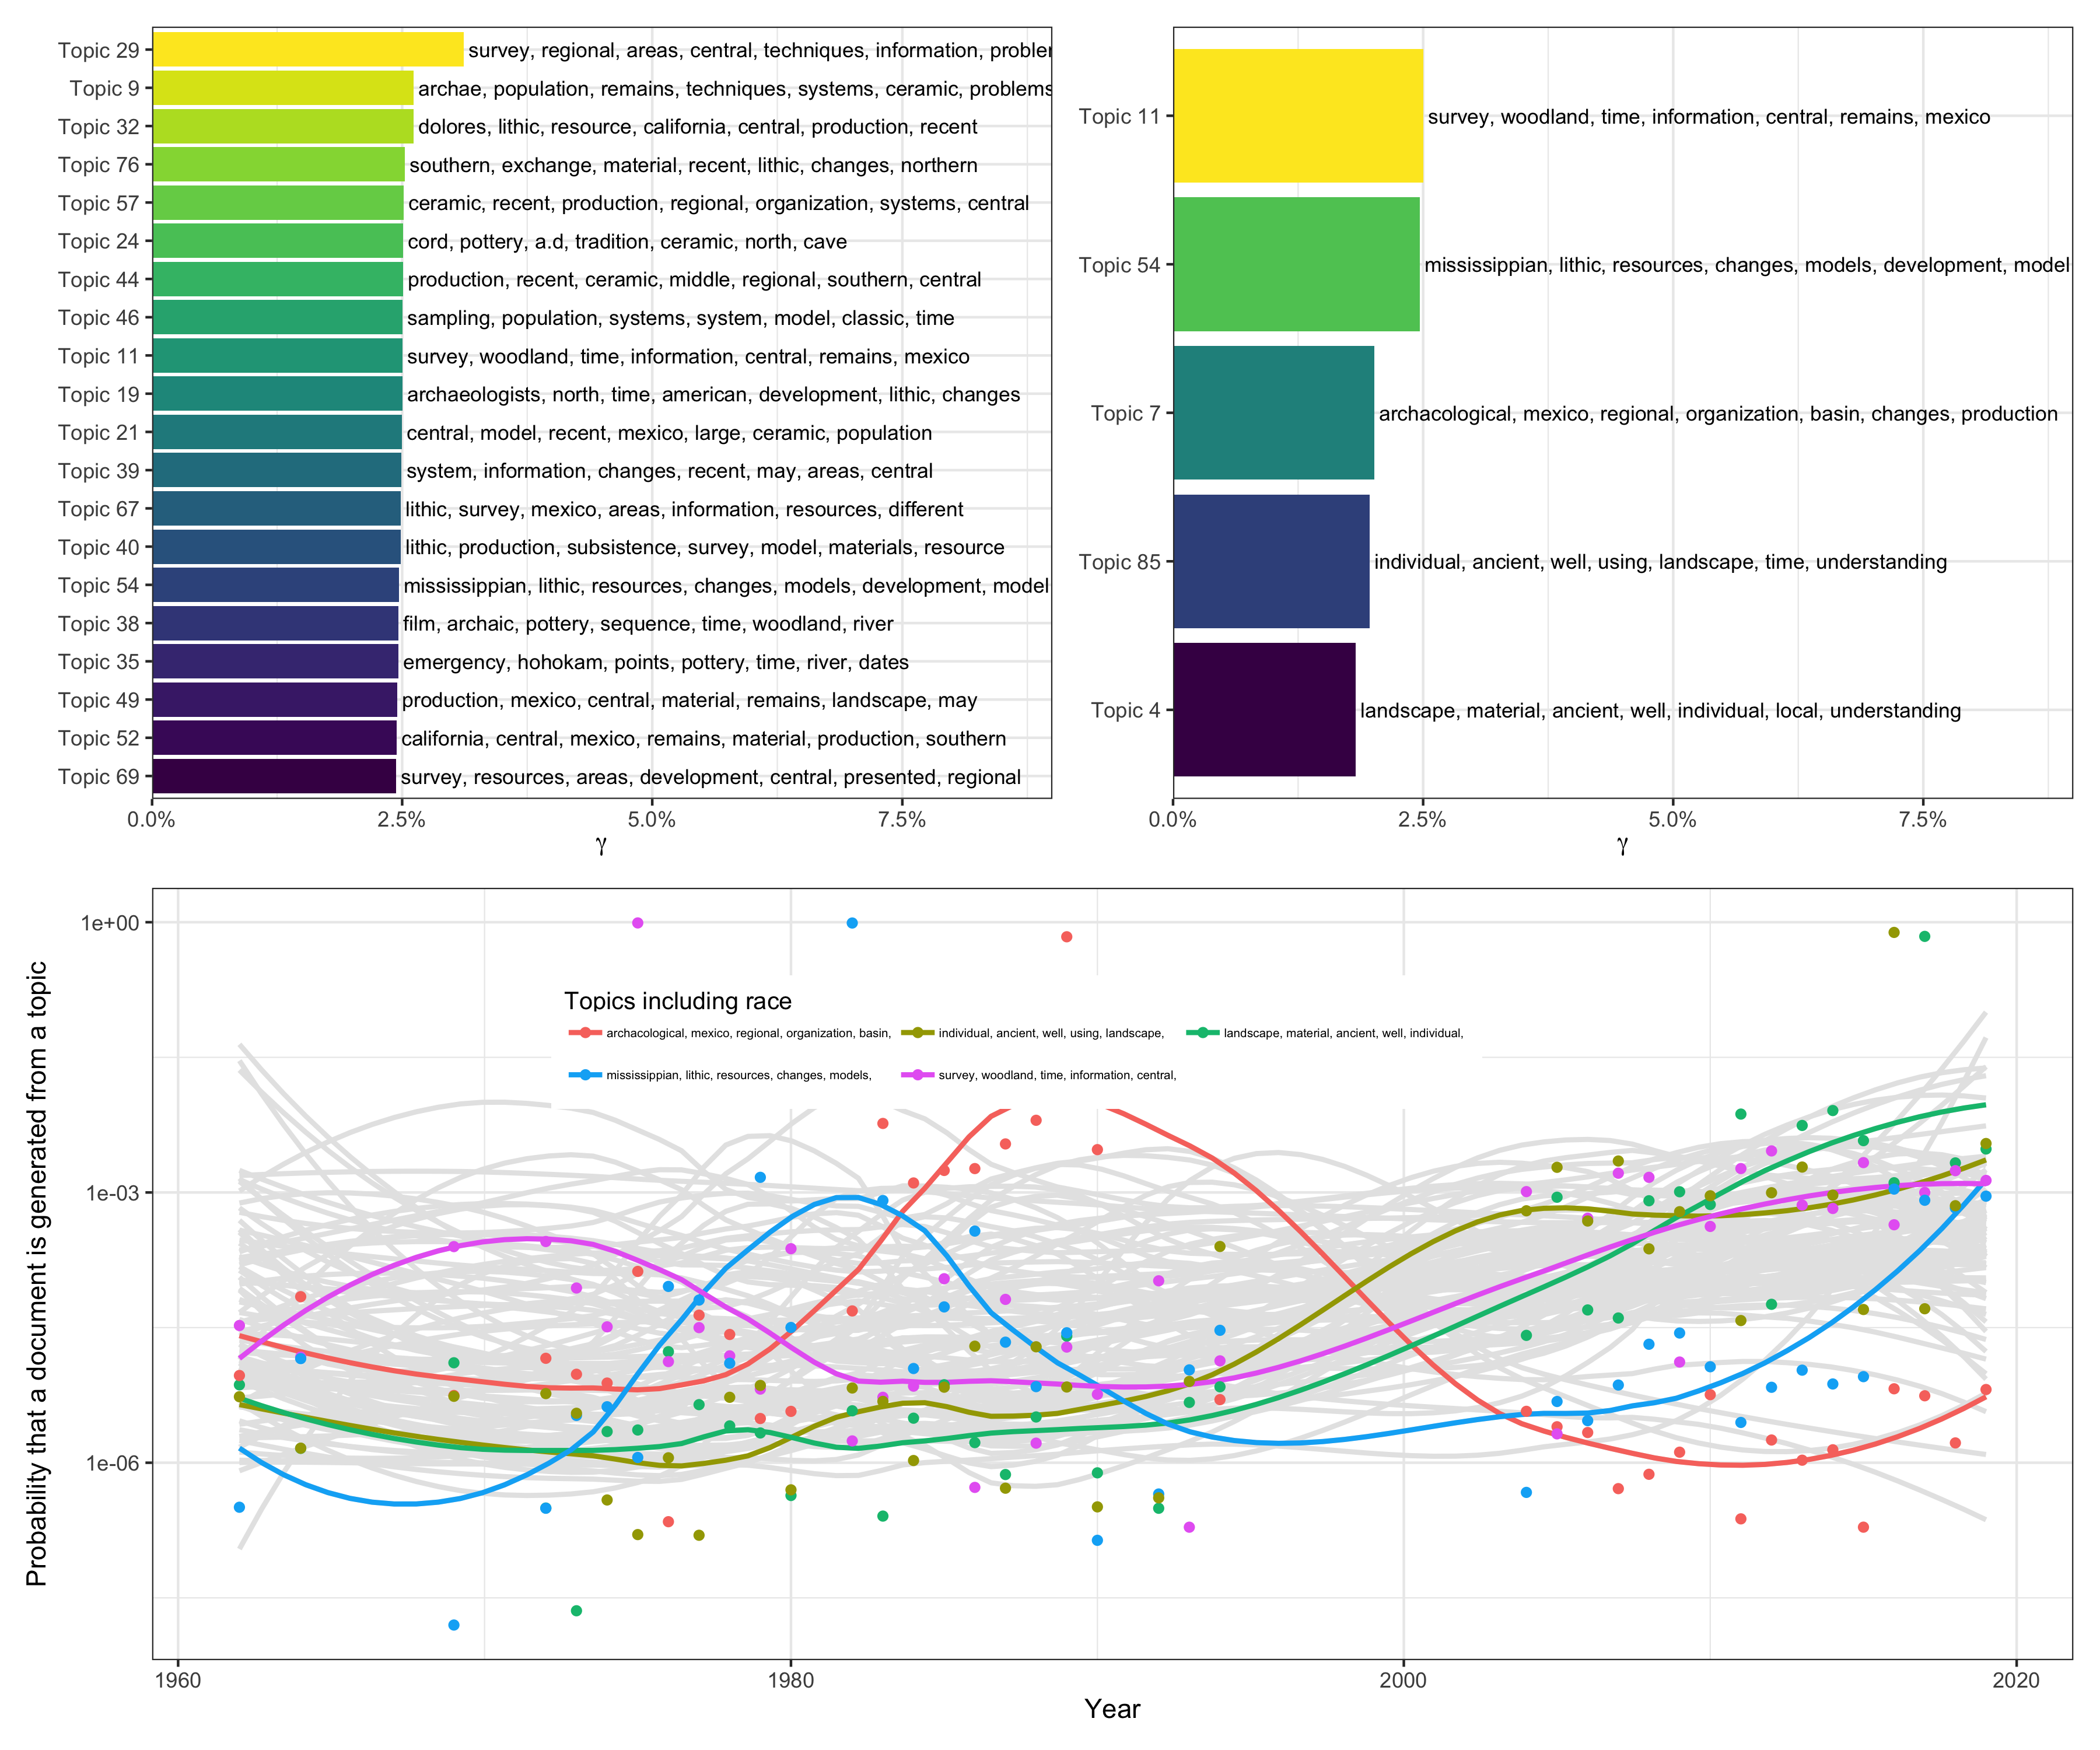 Topic 29 survey, regional, areas, central, techniques, information, probler
Topic 9 archae, population, remains, techniques, systems, ceramic, problems
Topic 32 dolores, lithic, resource, california, central, production, recent
Topic 76 southern, exchange, material, recent, lithic, changes, northern
Topic 57 ceramic, recent, production, regional, organization, systems, central
Topic 24 cord, pottery, a.d, tradition, ceramic, north, cave
Topic 44 production, recent, ceramic, middle, regional, southern, central
Topic 46 sampling, population, systems, system, model, classic, time
Topic 11 survey, woodland, time, information, central, remains, mexico
Topic 19 archaeologists, north, time, american, development, lithic, changes
Topic 21 central, model, recent, mexico, large, ceramic, population
Topic 39 system, information, changes, recent, may, areas, central
Topic 67 lithic, survey, mexico, areas, information, resources, different
Topic 40 lithic, production, subsistence, survey, model, materials, resource
Topic 54 mississippian, lithic, resources, changes, models, development, model
Topic 38 film, archaic, pottery, sequence, time, woodland, river
Topic 35 emergency, hohokam, points, pottery, time, river, dates
Topic 49 production, mexico, central, material, remains, landscape, may
Topic 52 california, central, mexico, remains, material, production, southern
Topic 69 survey, resources, areas, development, central, presented, regional
0.0% 2.5% 5.0% 7.5%
γ
Topic 11 survey, woodland, time, information, central, remains, mexico
Topic 54 mississippian, lithic, resources, changes, models, development, model
Topic 7 archacological, mexico, regional, organization, basin, changes, production
Topic 85 individual, ancient, well, using, landscape, time, understanding
Topic 4 landscape, material, ancient, well, individual, local, understanding
0.0% 2.5% 5.0% 7.5%
γ
Probability that a document is generated from a topic
1e+00
1e-03
1e-06
Topics including race
archacological, mexico, regional, organization, basin, individual, ancient, well, using, landscape, landscape, material, ancient, well, individual,
mississippian, lithic, resources, changes, models, survey, woodland, time, information, central,
1960 1980 2000 2020
Year